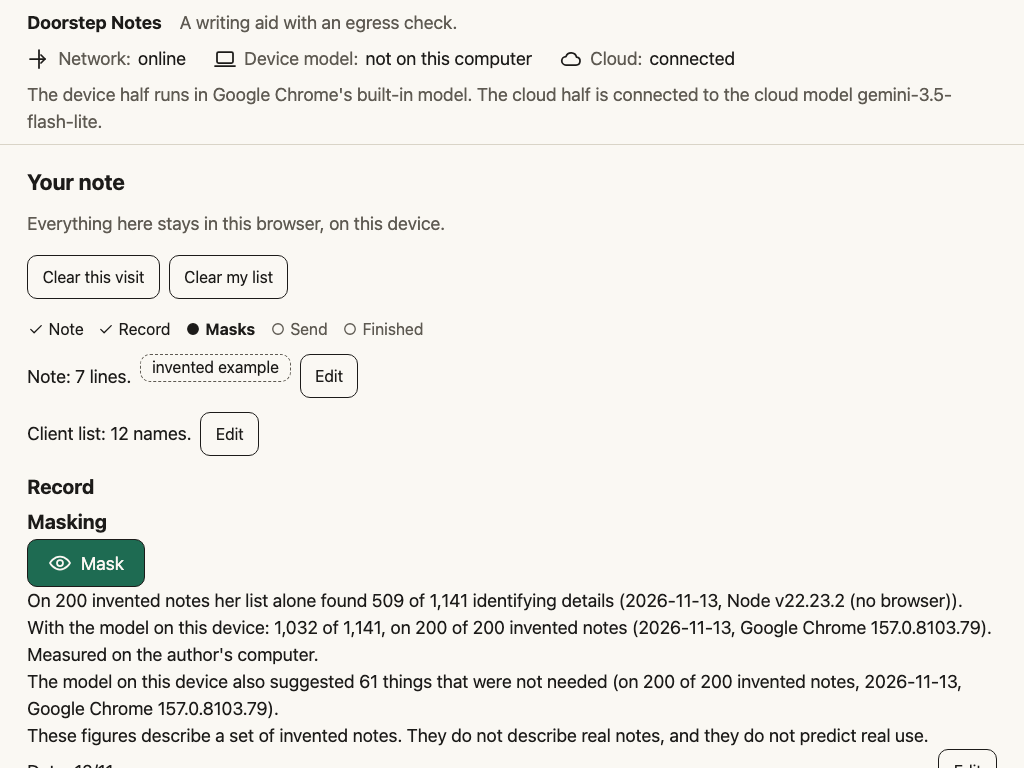 Doorstep Notes A writing aid with an egress check.
Network: online Device model: not on this computer Cloud: connected
The device half runs in Google Chrome's built-in model. The cloud half is connected to the cloud model gemini-3.5-
flash-lite.
Your note
Everything here stays in this browser, on this device.
Clear this visit Clear my list
Note Record Masks Send Finished
Note: 7 lines. invented example Edit
Client list: 12 names. Edit
Record
Masking
Mask
On 200 invented notes her list alone found 509 of 1,141 identifying details (2026-11-13, Node v22.23.2 (no browser)).
With the model on this device: 1,032 of 1,141, on 200 of 200 invented notes (2026-11-13, Google Chrome 157.0.8103.79).
Measured on the author's computer.
The model on this device also suggested 61 things that were not needed (on 200 of 200 invented notes, 2026-11-13,
Google Chrome 157.0.8103.79).
These figures describe a set of invented notes. They do not describe real notes, and they do not predict real use.